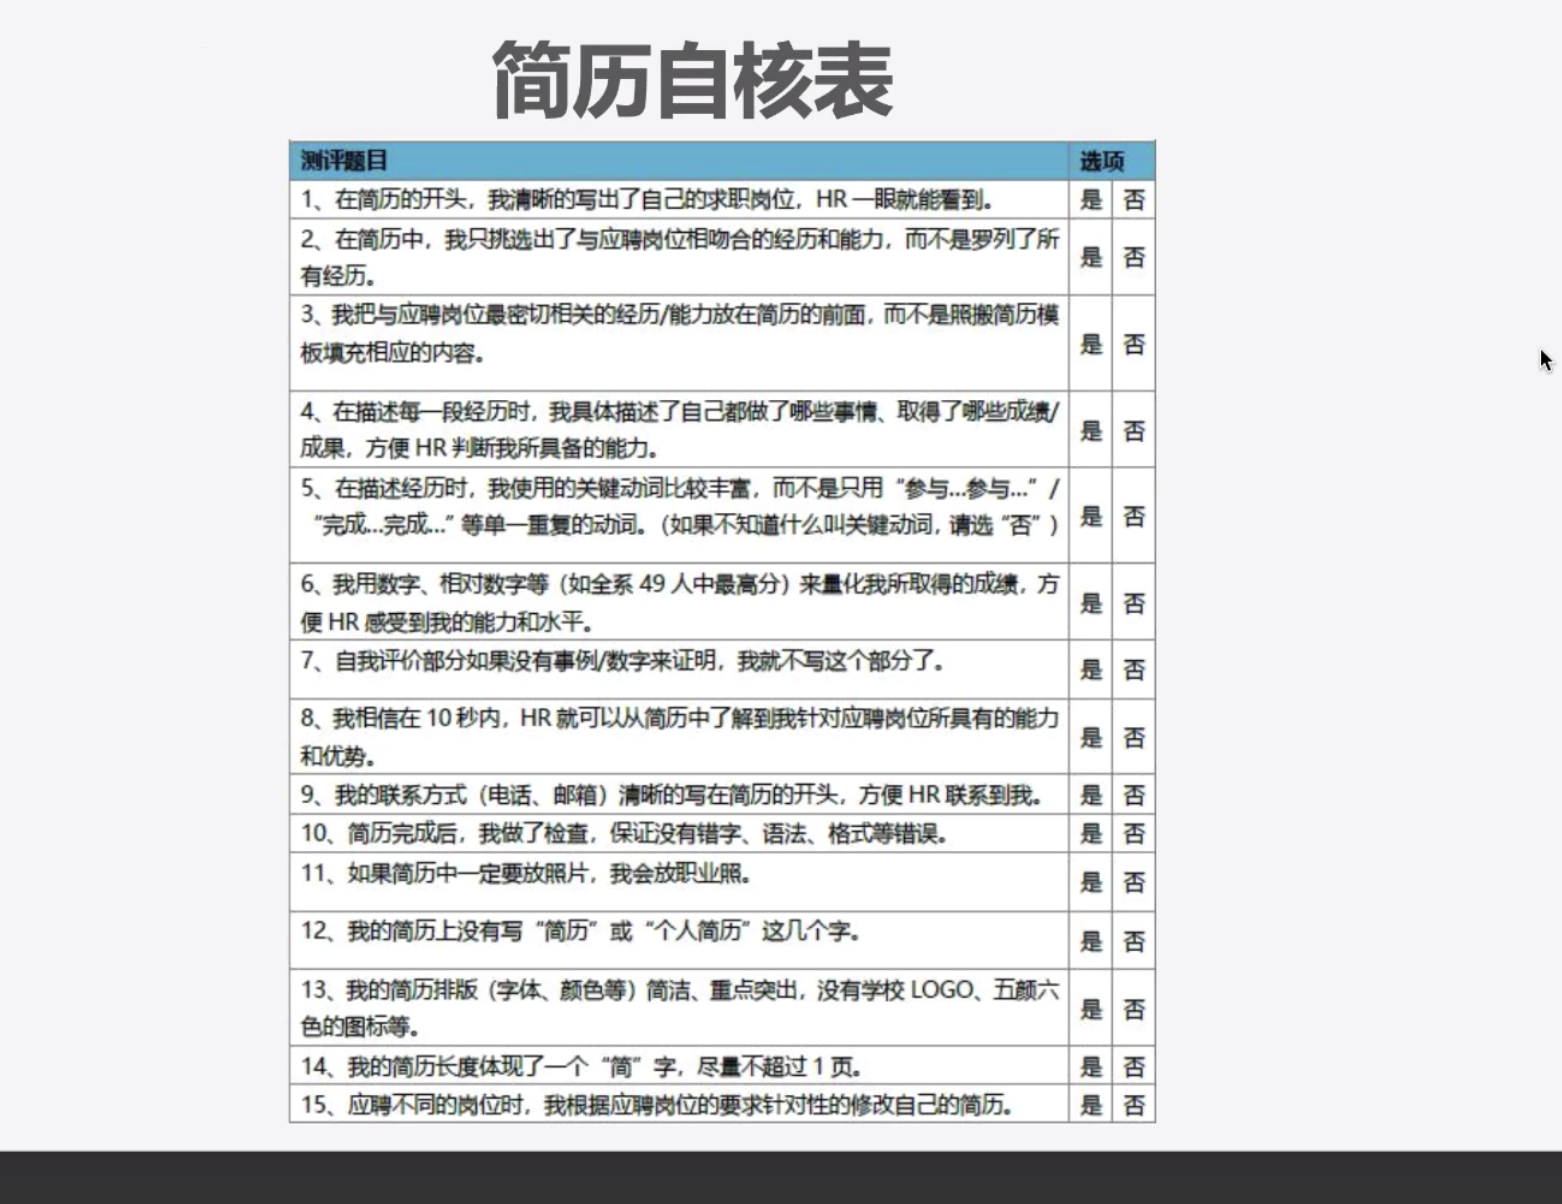 简历自核表
测评题目 选项
1、在简历的开头，我清晰的写出了自己的求职岗位，HR 一眼就能看到。 是 否
2、在简历中，我只挑选出了与应聘岗位相吻合的经历和能力，而不是罗列了所
有经历。 是 否
3、我把与应聘岗位最密切相关的经历/能力放在简历的前面，而不是照搬简历模
板填充相应的内容。 是 否
4、在描述每一段经历时，我具体描述了自己都做了哪些事情、取得了哪些成绩/
成果，方便 HR 判断我所具备的能力。 是 否
5、在描述经历时，我使用的关键动词比较丰富，而不是只用“参与...参与...”/
“完成...完成...”等单一重复的动词。（如果不知道什么叫关键动词，请选“否”） 是 否
6、我用数字、相对数字等（如全系 49 人中最高分）来量化我所取得的成绩，方
便 HR 感受到我的能力和水平。 是 否
7、自我评价部分如果没有事例/数字来证明，我就不写这个部分了。 是 否
8、我相信在 10 秒内，HR 就可以从简历中了解到我针对应聘岗位所具有的能力
和优势。 是 否
9、我的联系方式（电话、邮箱）清晰的写在简历的开头，方便 HR 联系到我。 是 否
10、简历完成后，我做了检查，保证没有错字、语法、格式等错误。 是 否
11、如果简历中一定要放照片，我会放职业照。 是 否
12、我的简历上没有写“简历”或“个人简历”这几个字。 是 否
13、我的简历排版（字体、颜色等）简洁、重点突出，没有学校 LOGO、五颜六
色的图标等。 是 否
14、我的简历长度体现了一个“简”字，尽量不超过 1 页。 是 否
15、应聘不同的岗位时，我根据应聘岗位的要求针对性的修改自己的简历。 是 否